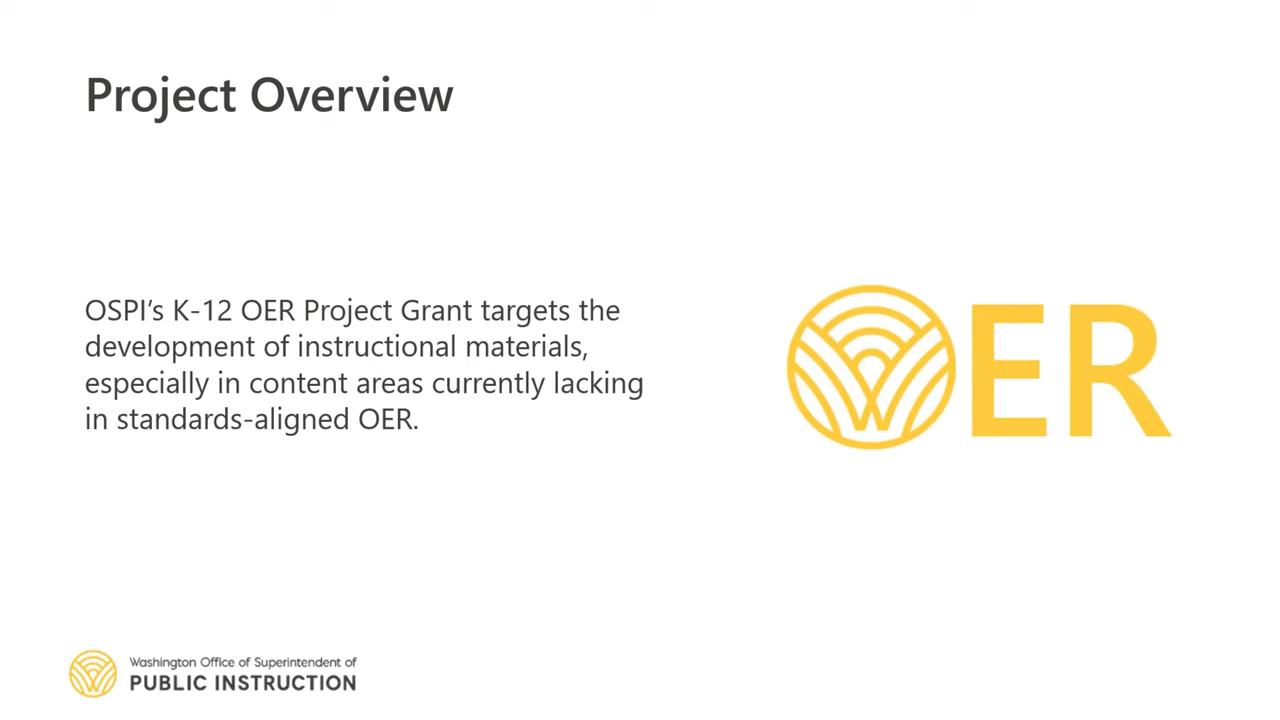 Project Overview
OSPI’s K-12 OER Project Grant targets the
development of instructional materials,
especially in content areas currently lacking
in standards-aligned OER.
OER
Washington Office of Superintendent of
PUBLIC INSTRUCTION